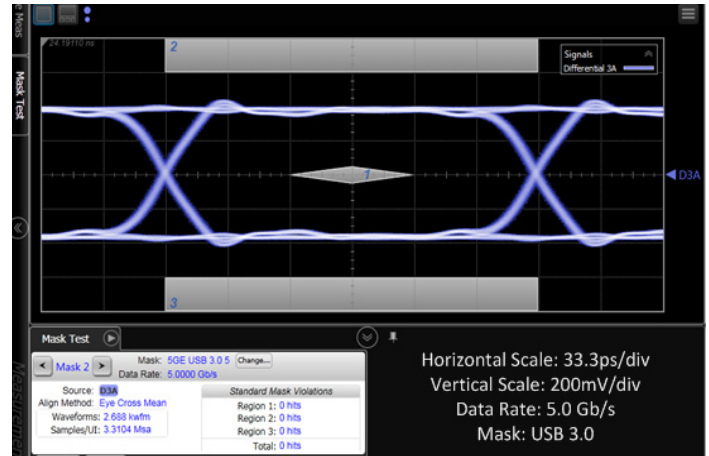 e Meas
Mask Test
24.19110 ns
2
Signals
Differential 3A
1
D3A
3
Mask Test
Mask 2
Mask: 5GE USB 3.0 5 Change...
Data Rate: 5.0000 Gb/s
Source: D3A
Align Method: Eye Cross Mean
Waveforms: 2.688 kwfm
Samples/UI: 3.3104 Msa
Standard Mask Violations
Region 1: 0 hits
Region 2: 0 hits
Region 3: 0 hits
Total: 0 hits
Measuremen
Horizontal Scale: 33.3ps/div
Vertical Scale: 200mV/div
Data Rate: 5.0 Gb/s
Mask: USB 3.0